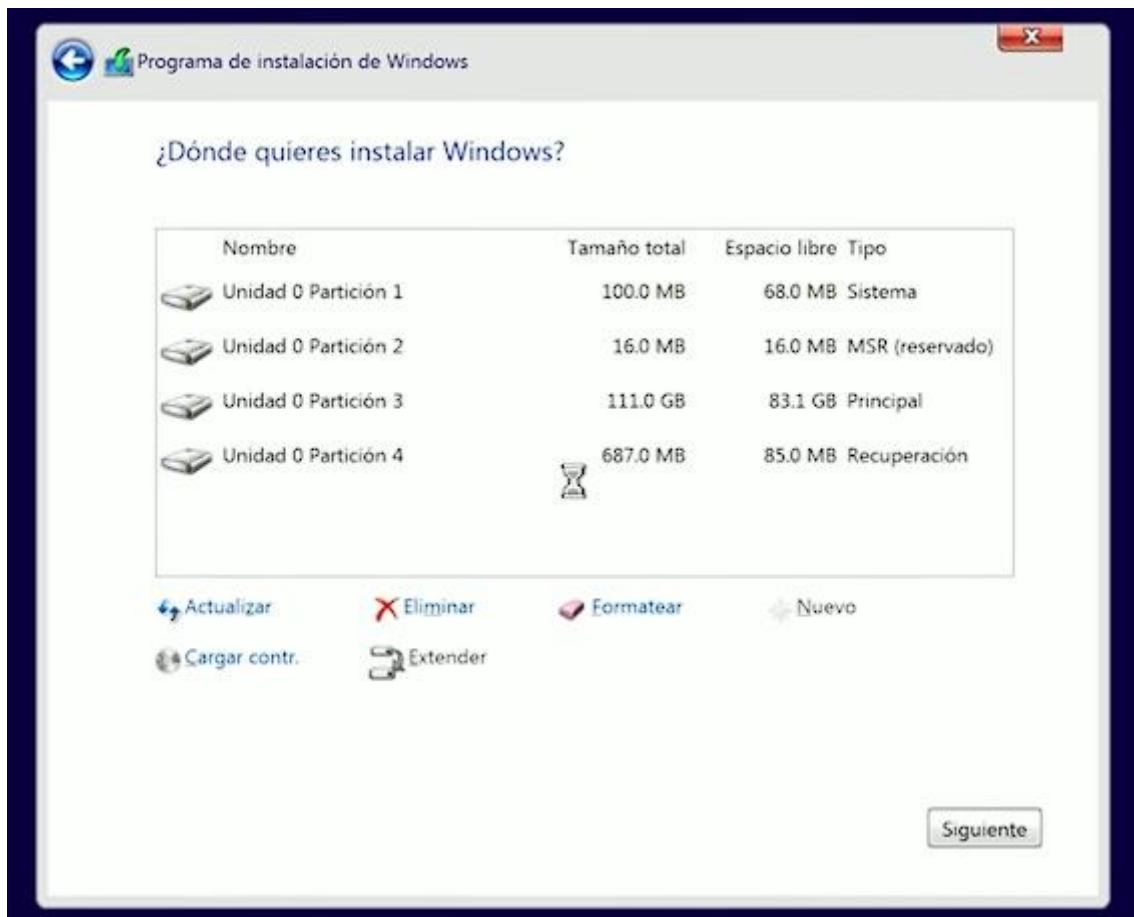 Programa de instalación de Windows
¿Dónde quieres instalar Windows?
Nombre Tamaño total Espacio libre Tipo
Unidad 0 Partición 1 100.0 MB 68.0 MB Sistema
Unidad 0 Partición 2 16.0 MB 16.0 MB MSR (reservado)
Unidad 0 Partición 3 111.0 GB 83.1 GB Principal
Unidad 0 Partición 4 687.0 MB 85.0 MB Recuperación
Actualizar Eliminar Formatear Nuevo
Cargar contr. Extender
Siguiente